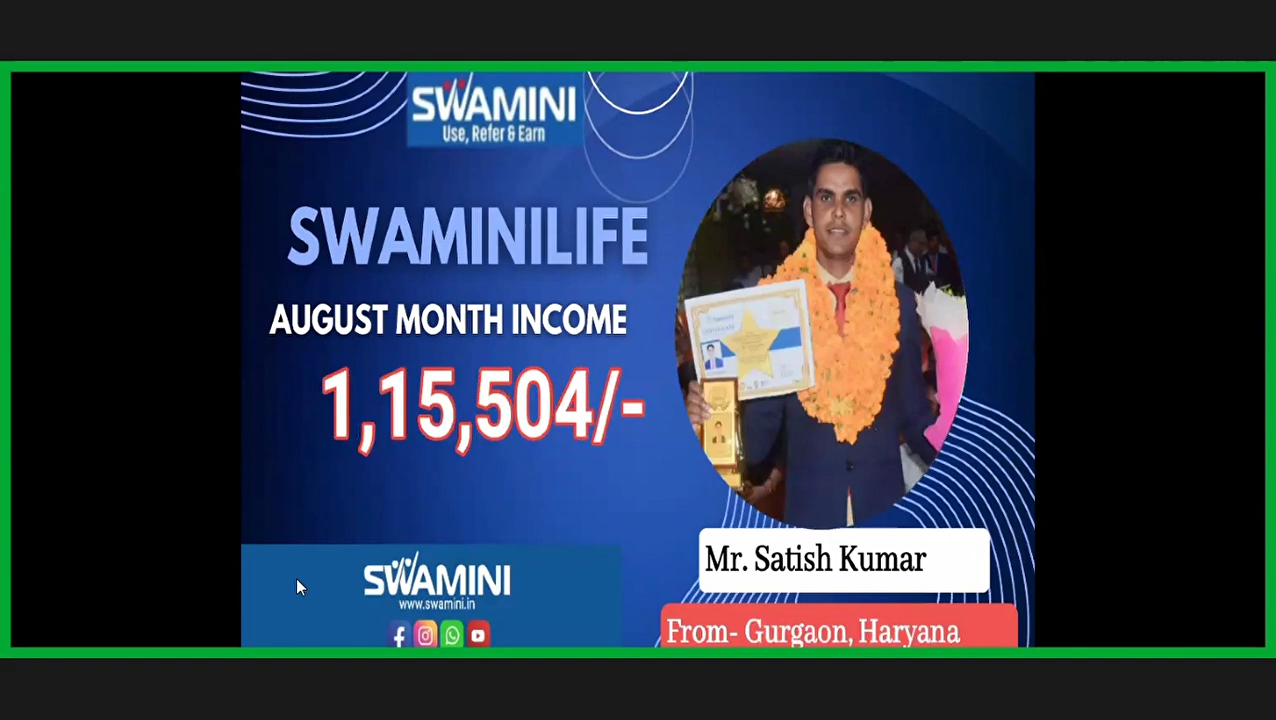 SWAMINI
Use, Refer & Earn
SWAMINILIFE
AUGUST MONTH INCOME
1,15,504/-
Mr. Satish Kumar
From- Gurgaon, Haryana
SWAMINI
www.swamini.in